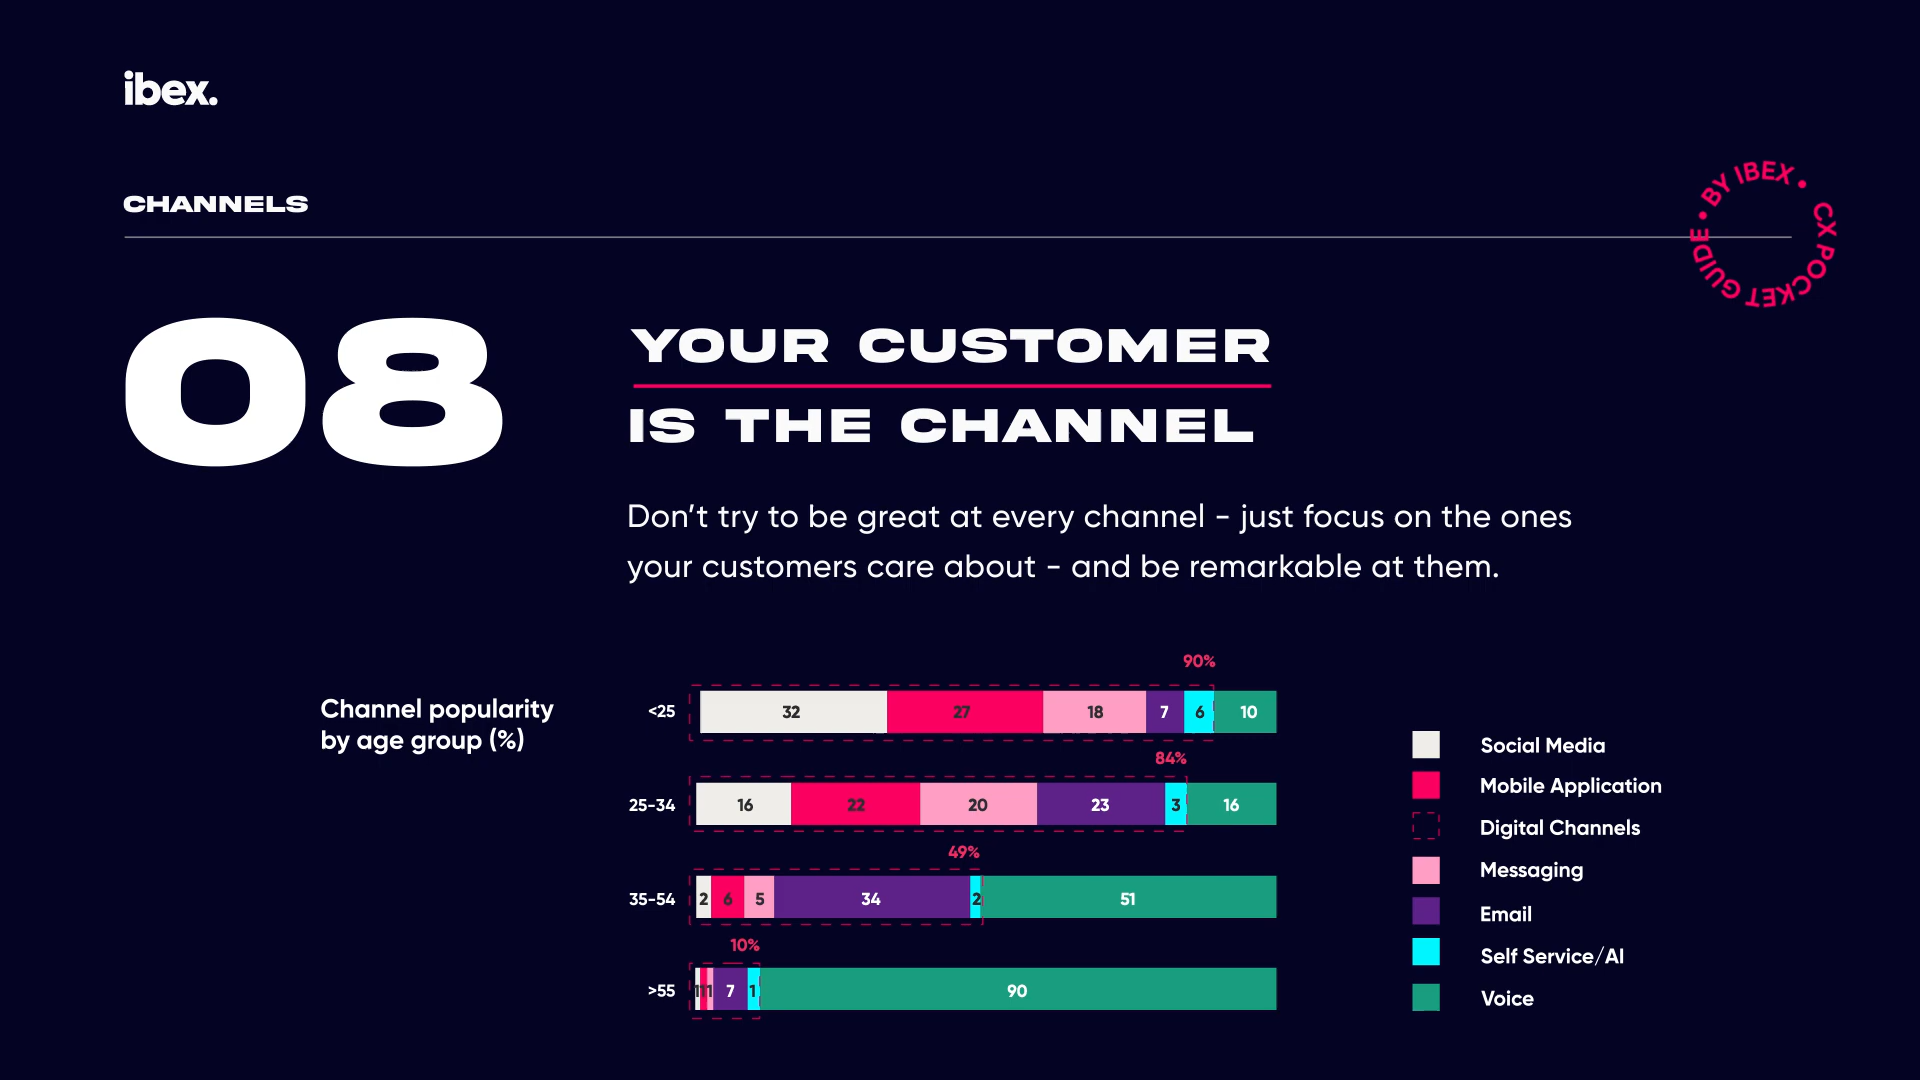 ibex.
CHANNELS
CX POCKET GUIDE • BY IBEX •
08
YOUR CUSTOMER
IS THE CHANNEL
Don’t try to be great at every channel - just focus on the ones
your customers care about - and be remarkable at them.
Channel popularity
by age group (%)
90%
<25 32 27 18 7 6 10
84%
25-34 16 22 20 23 3 16
49%
35-54 2 6 5 34 2 51
10%
>55 1 1 1 7 1 90
Social Media
Mobile Application
Digital Channels
Messaging
Email
Self Service/AI
Voice